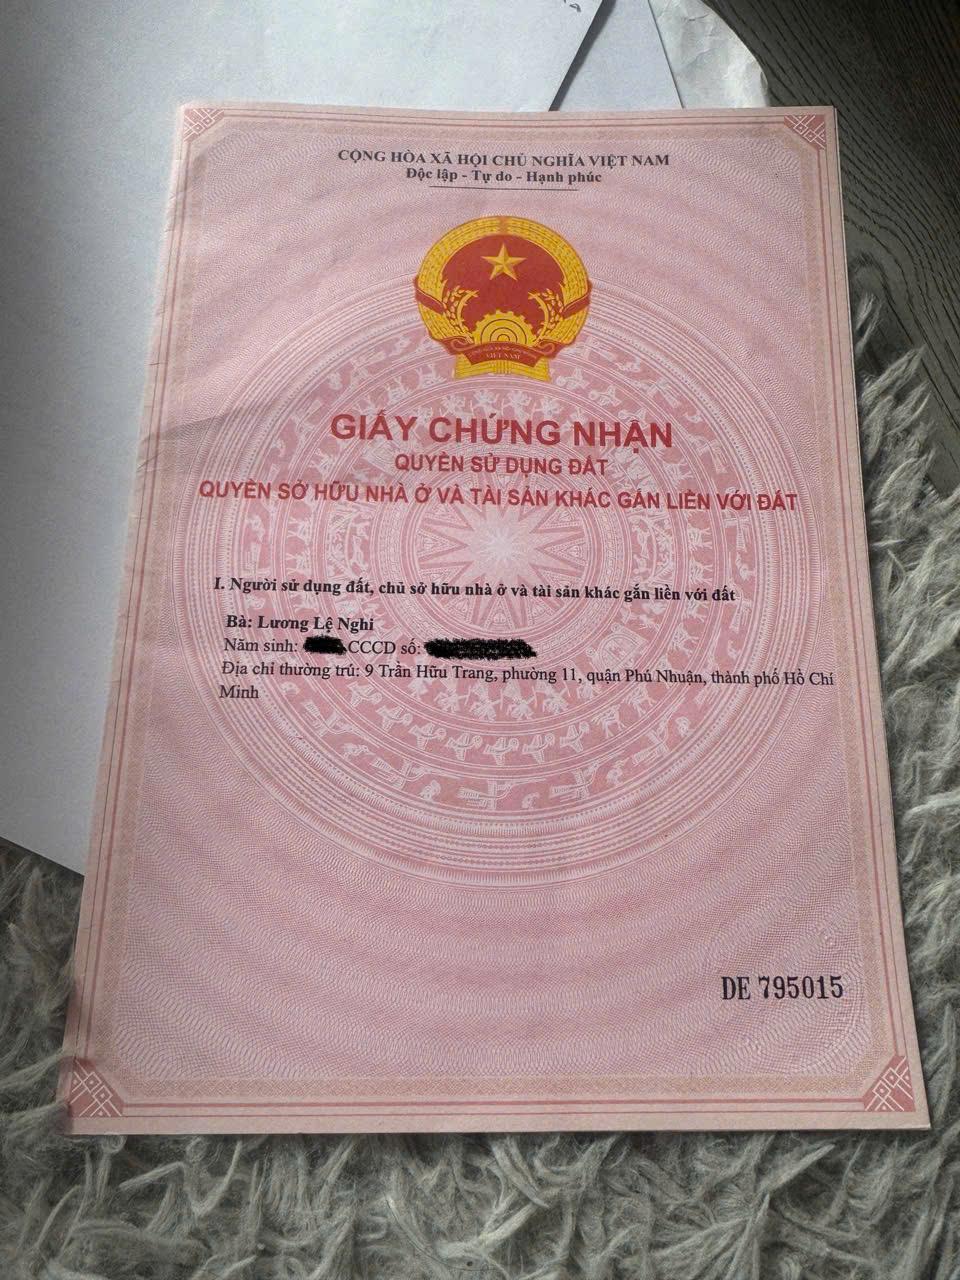 CỘNG HÒA XÃ HỘI CHỦ NGHĨA VIỆT NAM
Độc lập - Tự do - Hạnh phúc
VIỆT NAM
GIẤY CHỨNG NHẬN
QUYỀN SỬ DỤNG ĐẤT
QUYỀN SỞ HỮU NHÀ Ở VÀ TÀI SẢN KHÁC GẮN LIỀN VỚI ĐẤT
I. Người sử dụng đất, chủ sở hữu nhà ở và tài sản khác gắn liền với đất
Bà: Lương Lệ Nghi
Năm sinh: CCCD số:
Địa chỉ thường trú: 9 Trần Hữu Trang, phường 11, quận Phú Nhuận, thành phố Hồ Chí
Minh
DE 795015